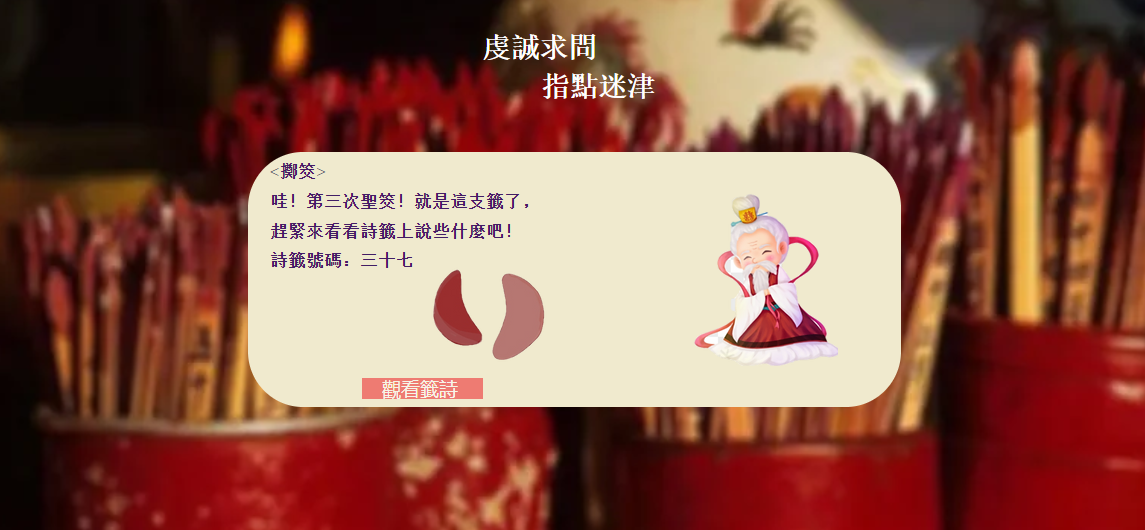 虔誠求問
指點迷津
<擲筊>
哇！第三次聖筊！就是這支籤了，
趕緊來看看詩籤上說些什麼吧！
詩籤號碼：三十七
觀看籤詩